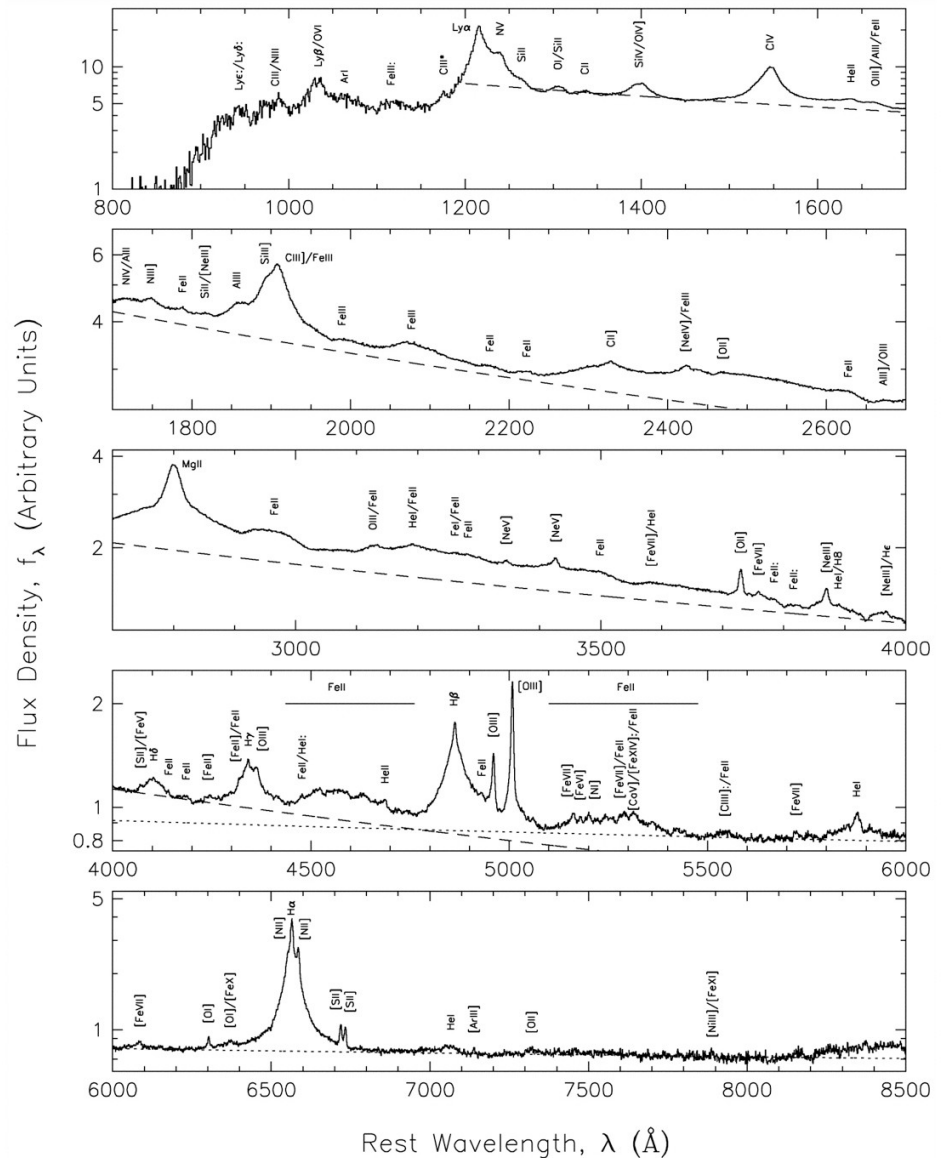 Flux Density, f_λ (Arbitrary Units)
Lyε:/Lyδ:
CIII/NIII
Lyβ/OVI
ArI
FeIII:
CIII*
Lyα
NV
SiII
OI/SiII
CII
SiIV/OIV]
CIV
HeII
OIII]/AlII/FeII
10
5
1
800 1000 1200 1400 1600
NIV/AlII
NIII]
FeII
SiII/[NeIII]
AlIII
SiIII]
CIII]/FeIII
FeIII
FeIII
FeII
FeII
CII]
[NeIV]/FeIII
[OII]
FeII
AlII]/OIII
6
4
1800 2000 2200 2400 2600
MgII
FeII
OIII/FeII
HeI/FeII
FeI/FeII
FeII
[NeV]
[NeV]
FeII
[FeVII]/HeI
[OII]
[FeVII]
FeII:
FeII:
[NeIII]
HeI/H8
[NeIII]/Hε
4
2
3000 3500 4000
[SII]/[FeV]
Hδ
FeII
FeII
[FeII]
[FeII]/FeII
Hγ
[OIII]
FeII
FeII/HeI:
HeII
Hβ
FeII
[OIII]
[OIII]
FeII
[FeVII]
[FeVI]
[NI]
[FeVII]/FeII
[CaV]/[FeXIV]:/FeII
[ClIII]:/FeII
[FeVII]
HeI
2
1
0.8
4000 4500 5000 5500 6000
[FeVII]
[OI]
[OI]/[FeX]
[NII]
Hα
[NII]
[SII]
[SII]
HeI
[ArIII]
[OII]
[NiIII]/[FeXI]
5
1
6000 6500 7000 7500 8000 8500
Rest Wavelength, λ (Å)